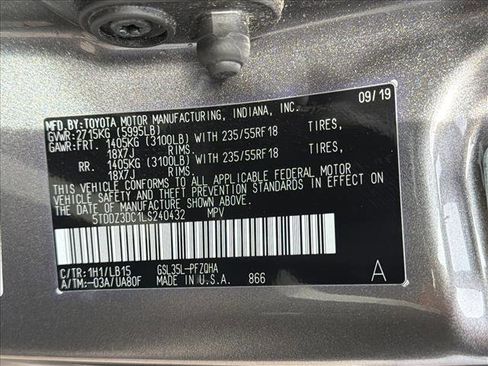 MFD.BY: TOYOTA MOTOR MANUFACTURING, INDIANA, INC. 09/19
GVWR: 2715KG (5995LB)
GAWR: FRT. 1405KG (3100LB) WITH 235/55RF18 TIRES,
18X7J RIMS.
RR. 1405KG (3100LB) WITH 235/55RF18 TIRES,
18X7J RIMS.
THIS VEHICLE CONFORMS TO ALL APPLICABLE FEDERAL MOTOR
VEHICLE SAFETY AND THEFT PREVENTION STANDARDS IN EFFECT ON
THE DATE OF MANUFACTURE SHOWN ABOVE.
5TDDZ3DC1LS240432 MPV
C/TR: 1H1/LB15 GSL35L-PFZQHA
A/TM: -03A/UA80F MADE IN U.S.A. 866 A